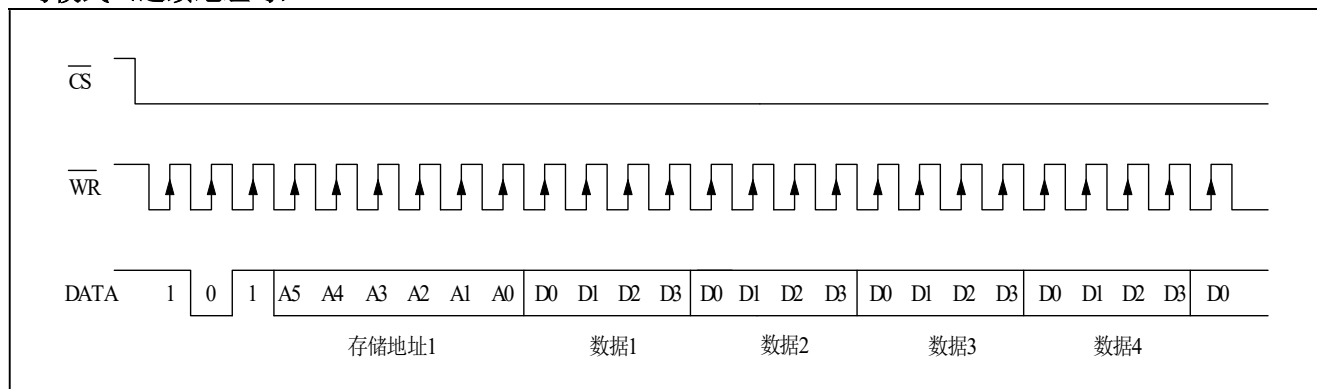 CS
WR
DATA 1 0 1 A5 A4 A3 A2 A1 A0 D0 D1 D2 D3 D0 D1 D2 D3 D0 D1 D2 D3 D0 D1 D2 D3 D0
存储地址1 数据1 数据2 数据3 数据4